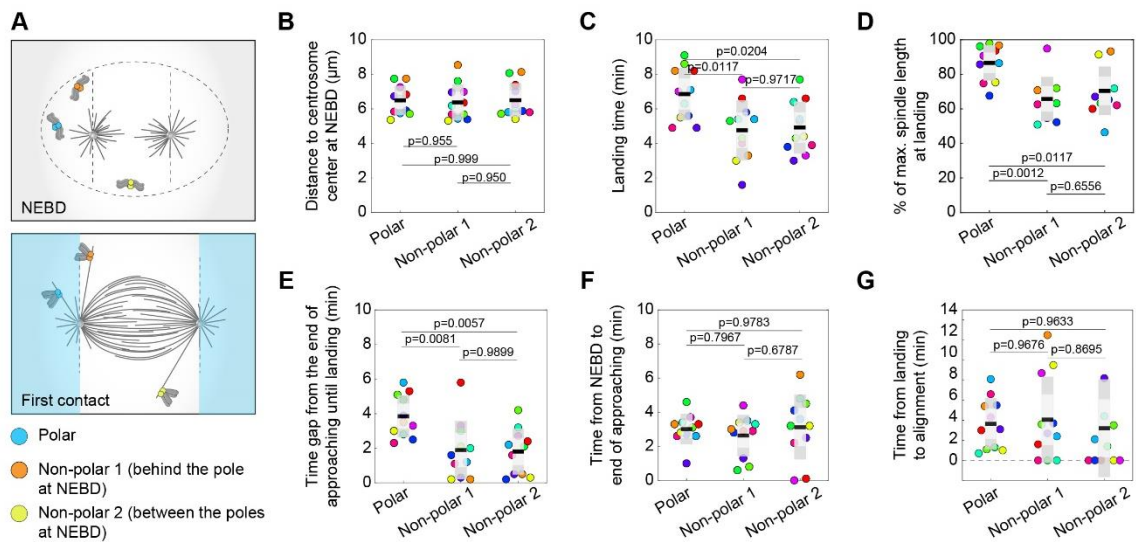 A
NEBD
First contact
Polar
Non-polar 1 (behind the pole
at NEBD)
Non-polar 2 (between the poles
at NEBD)
B
Distance to centrosome
center at NEBD (µm)
10
8
6
4
2
0
p=0.955
p=0.999
p=0.950
Polar
Non-polar 1
Non-polar 2
C
Landing time (min)
10
8
6
4
2
0
p=0.0204
p=0.0117
p=0.9717
Polar
Non-polar 1
Non-polar 2
D
% of max. spindle length
at landing
100
80
60
40
20
0
p=0.0117
p=0.0012
p=0.6556
Polar
Non-polar 1
Non-polar 2
E
Time gap from the end of
approaching until landing (min)
10
8
6
4
2
0
p=0.0057
p=0.0081
p=0.9899
Polar
Non-polar 1
Non-polar 2
F
Time from NEBD to
end of approaching (min)
10
8
6
4
2
0
p=0.9783
p=0.7967
p=0.6787
Polar
Non-polar 1
Non-polar 2
G
Time from landing
to alignment (min)
14
12
10
8
6
4
2
0
p=0.9633
p=0.9676
p=0.8695
Polar
Non-polar 1
Non-polar 2